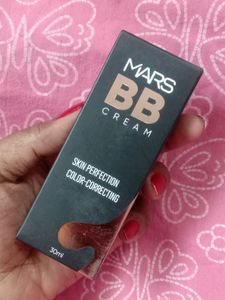 MARS
BB
CREAM
SKIN PERFECTION
COLOR-CORRECTING
30ml